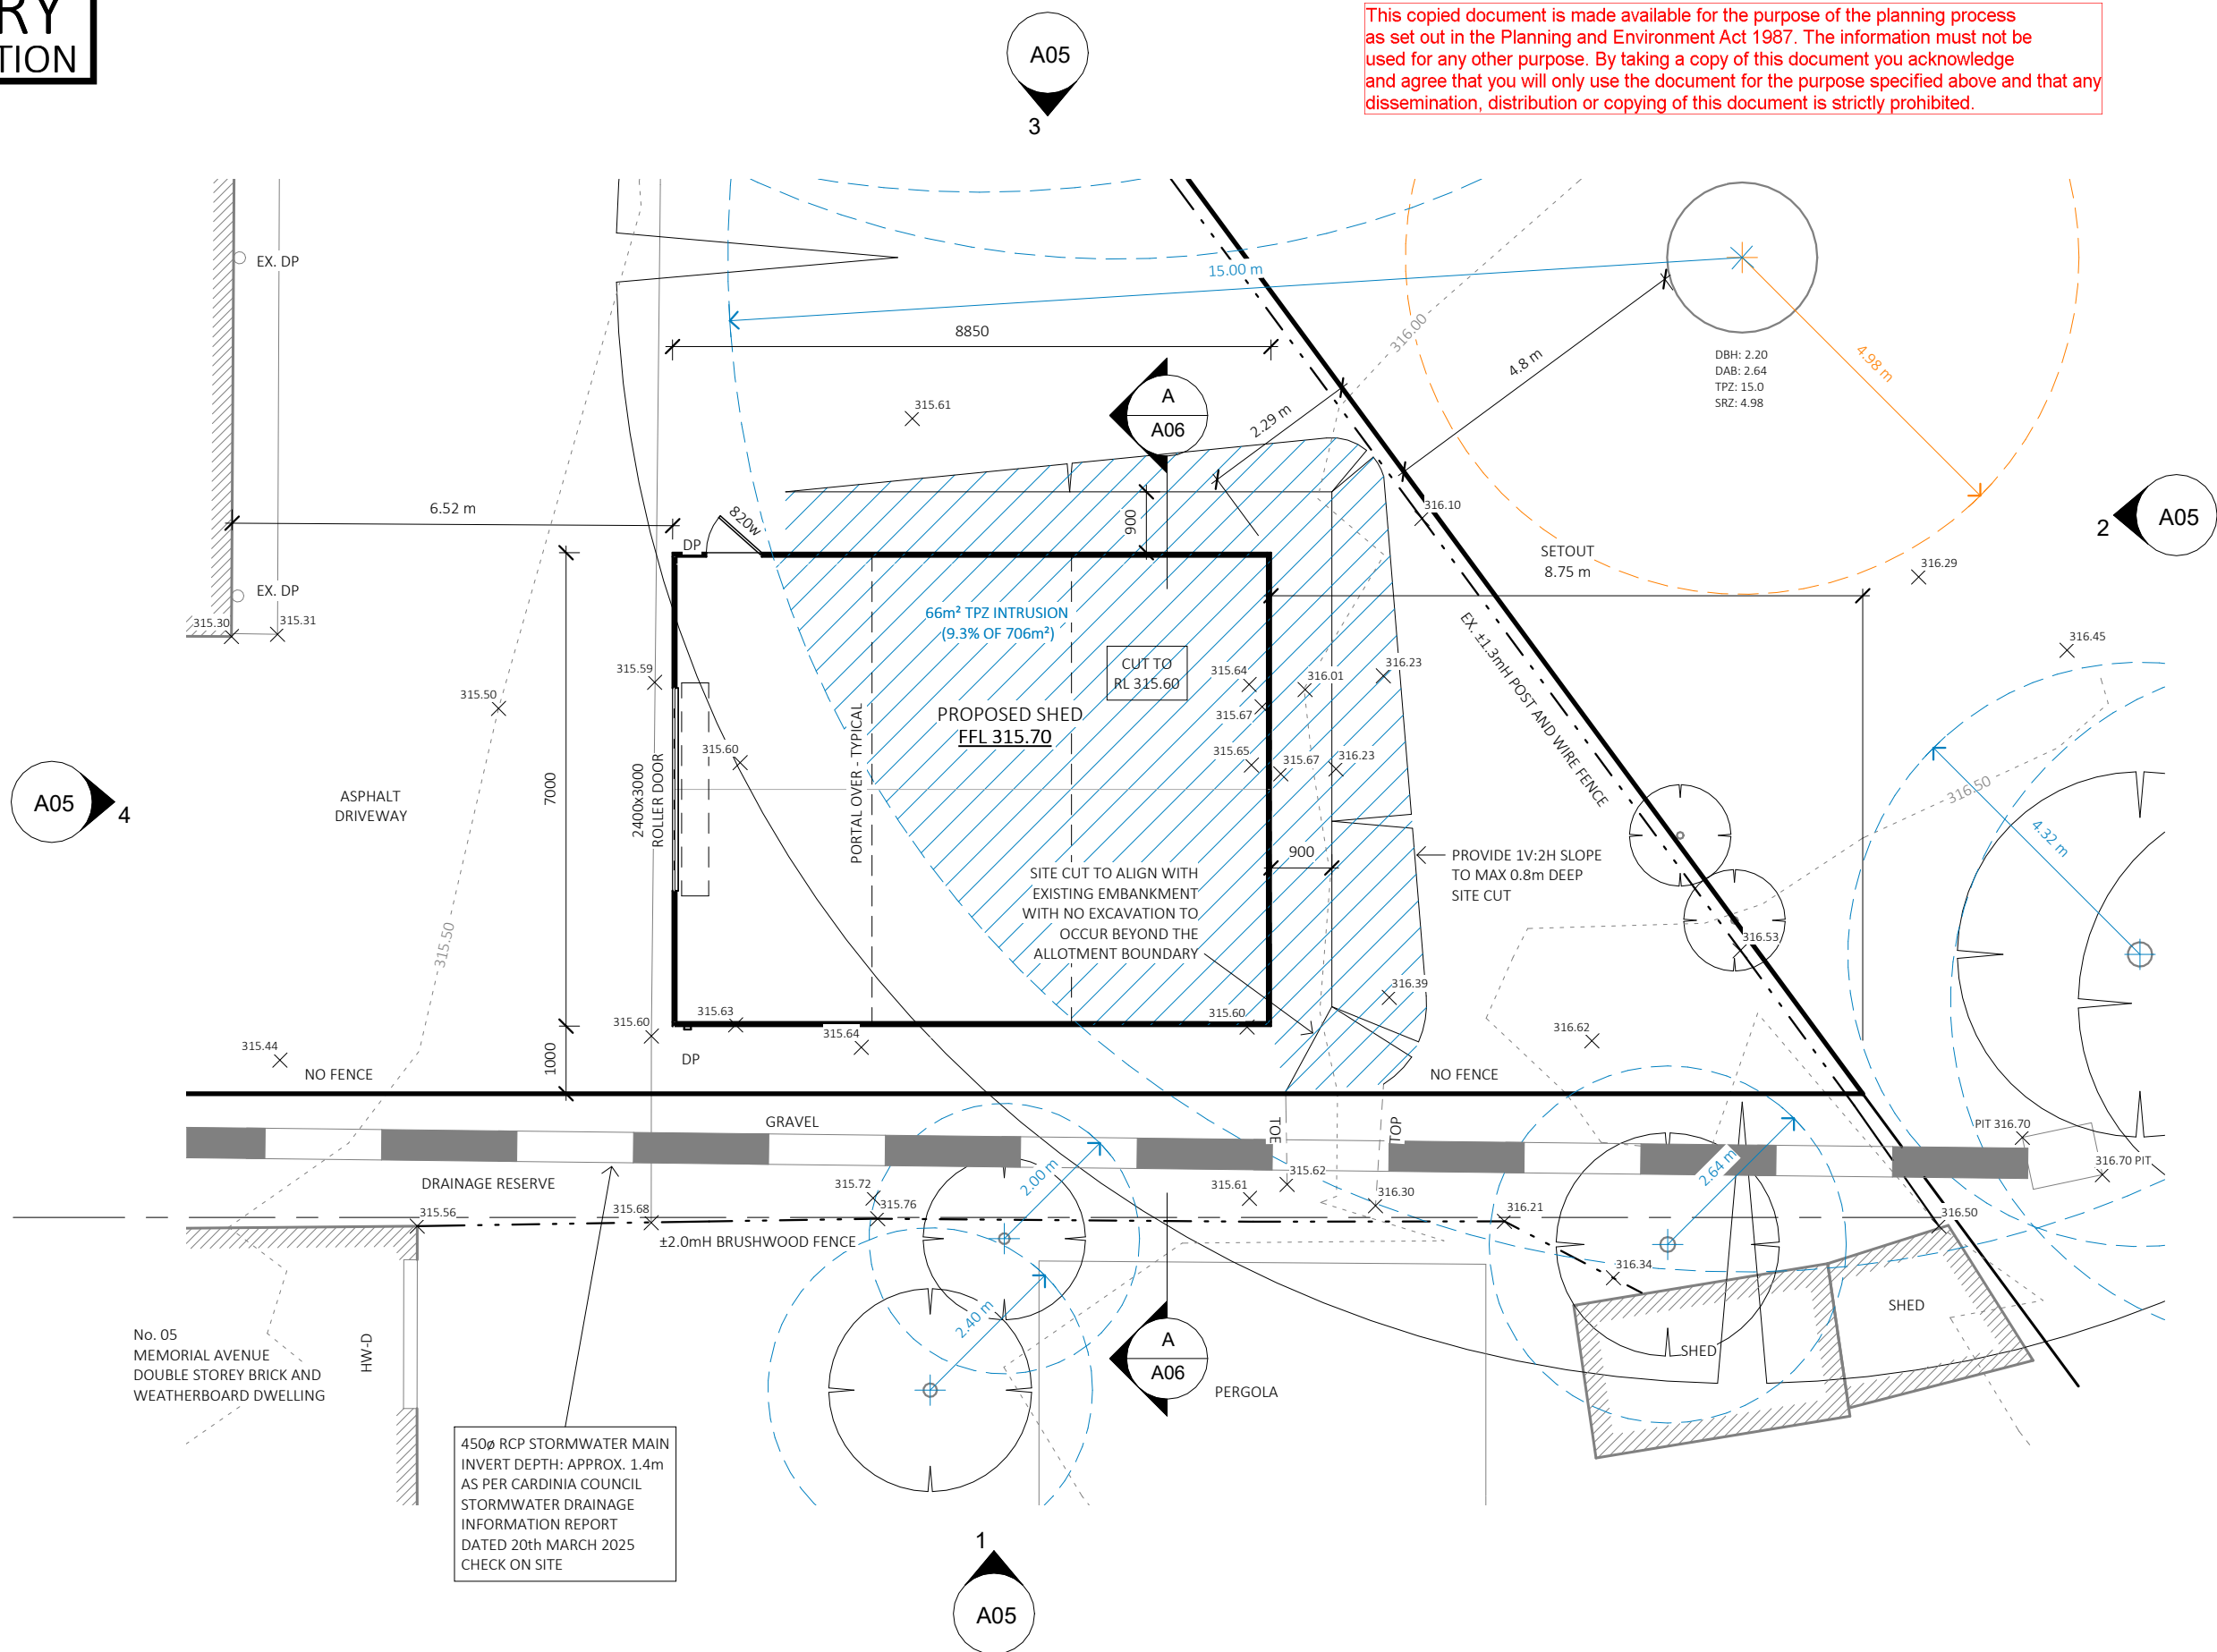 RY
TION
This copied document is made available for the purpose of the planning process
as set out in the Planning and Environment Act 1987. The information must not be
used for any other purpose. By taking a copy of this document you acknowledge
and agree that you will only use the document for the purpose specified above and that any
dissemination, distribution or copying of this document is strictly prohibited.
A05
3
EX. DP
15.00 m
8850
316.00
4.8 m
4.98 m
DBH: 2.20
DAB: 2.64
TPZ: 15.0
SRZ: 4.98
315.61
A
A06
2.29 m
6.52 m
820w
DP
900
316.10
2
A05
SETOUT
8.75 m
316.29
EX. DP
315.30
315.31
66m² TPZ INTRUSION
(9.3% OF 706m²)
EX. ±1.3mH POST AND WIRE FENCE
316.45
315.59
CUT TO
RL 315.60
315.64
316.01
316.23
315.50
315.67
PROPOSED SHED
FFL 315.70
315.60
315.65
315.67
316.23
PORTAL OVER - TYPICAL
2400x3000
ROLLER DOOR
7000
A05
4
ASPHALT
DRIVEWAY
316.50
4.32 m
900
PROVIDE 1V:2H SLOPE
TO MAX 0.8m DEEP
SITE CUT
SITE CUT TO ALIGN WITH
EXISTING EMBANKMENT
WITH NO EXCAVATION TO
OCCUR BEYOND THE
ALLOTMENT BOUNDARY
315.50
316.53
316.39
315.60
315.63
315.64
315.60
316.62
315.44
1000
DP
NO FENCE
NO FENCE
GRAVEL
TOE
TOP
PIT 316.70
316.70 PIT
DRAINAGE RESERVE
2.00 m
2.64 m
315.72
315.61
315.62
316.30
315.56
315.68
315.76
316.21
316.50
±2.0mH BRUSHWOOD FENCE
316.34
2.40 m
SHED
SHED
No. 05
MEMORIAL AVENUE
DOUBLE STOREY BRICK AND
WEATHERBOARD DWELLING
HW-D
A
A06
PERGOLA
450ø RCP STORMWATER MAIN
INVERT DEPTH: APPROX. 1.4m
AS PER CARDINIA COUNCIL
STORMWATER DRAINAGE
INFORMATION REPORT
DATED 20th MARCH 2025
CHECK ON SITE
1
A05